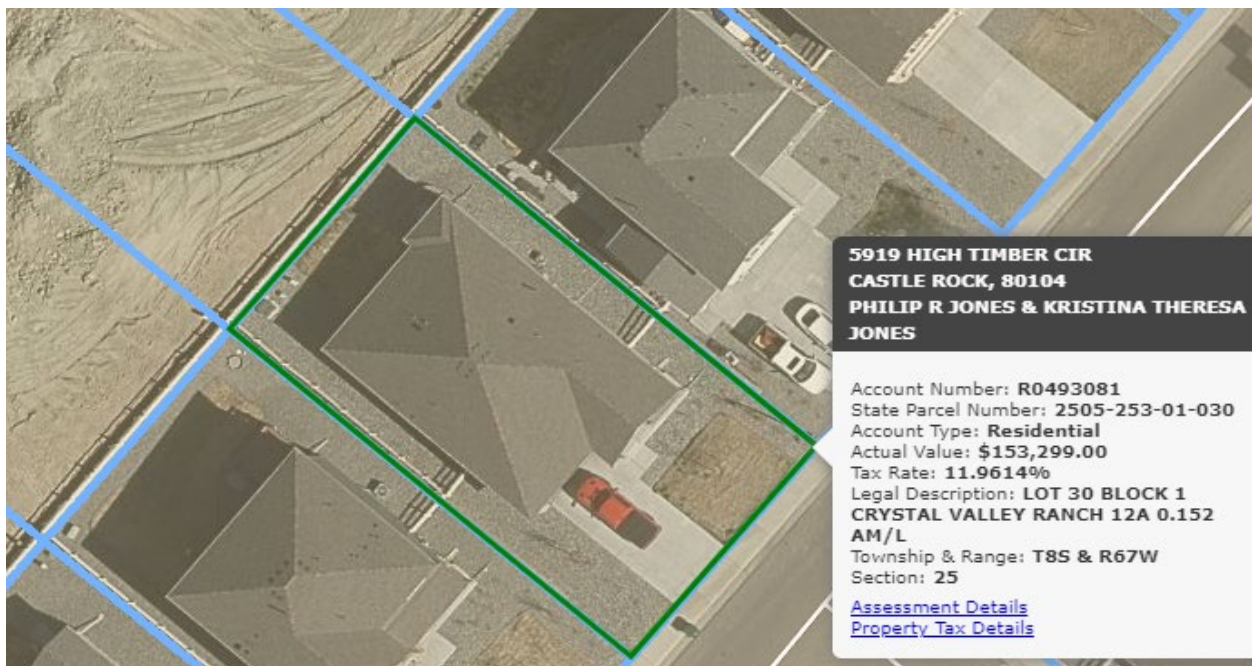 5919 HIGH TIMBER CIR
CASTLE ROCK, 80104
PHILIP R JONES & KRISTINA THERESA
JONES
Account Number: R0493081
State Parcel Number: 2505-253-01-030
Account Type: Residential
Actual Value: $153,299.00
Tax Rate: 11.9614%
Legal Description: LOT 30 BLOCK 1
CRYSTAL VALLEY RANCH 12A 0.152
AM/L
Township & Range: T8S & R67W
Section: 25
Assessment Details
Property Tax Details